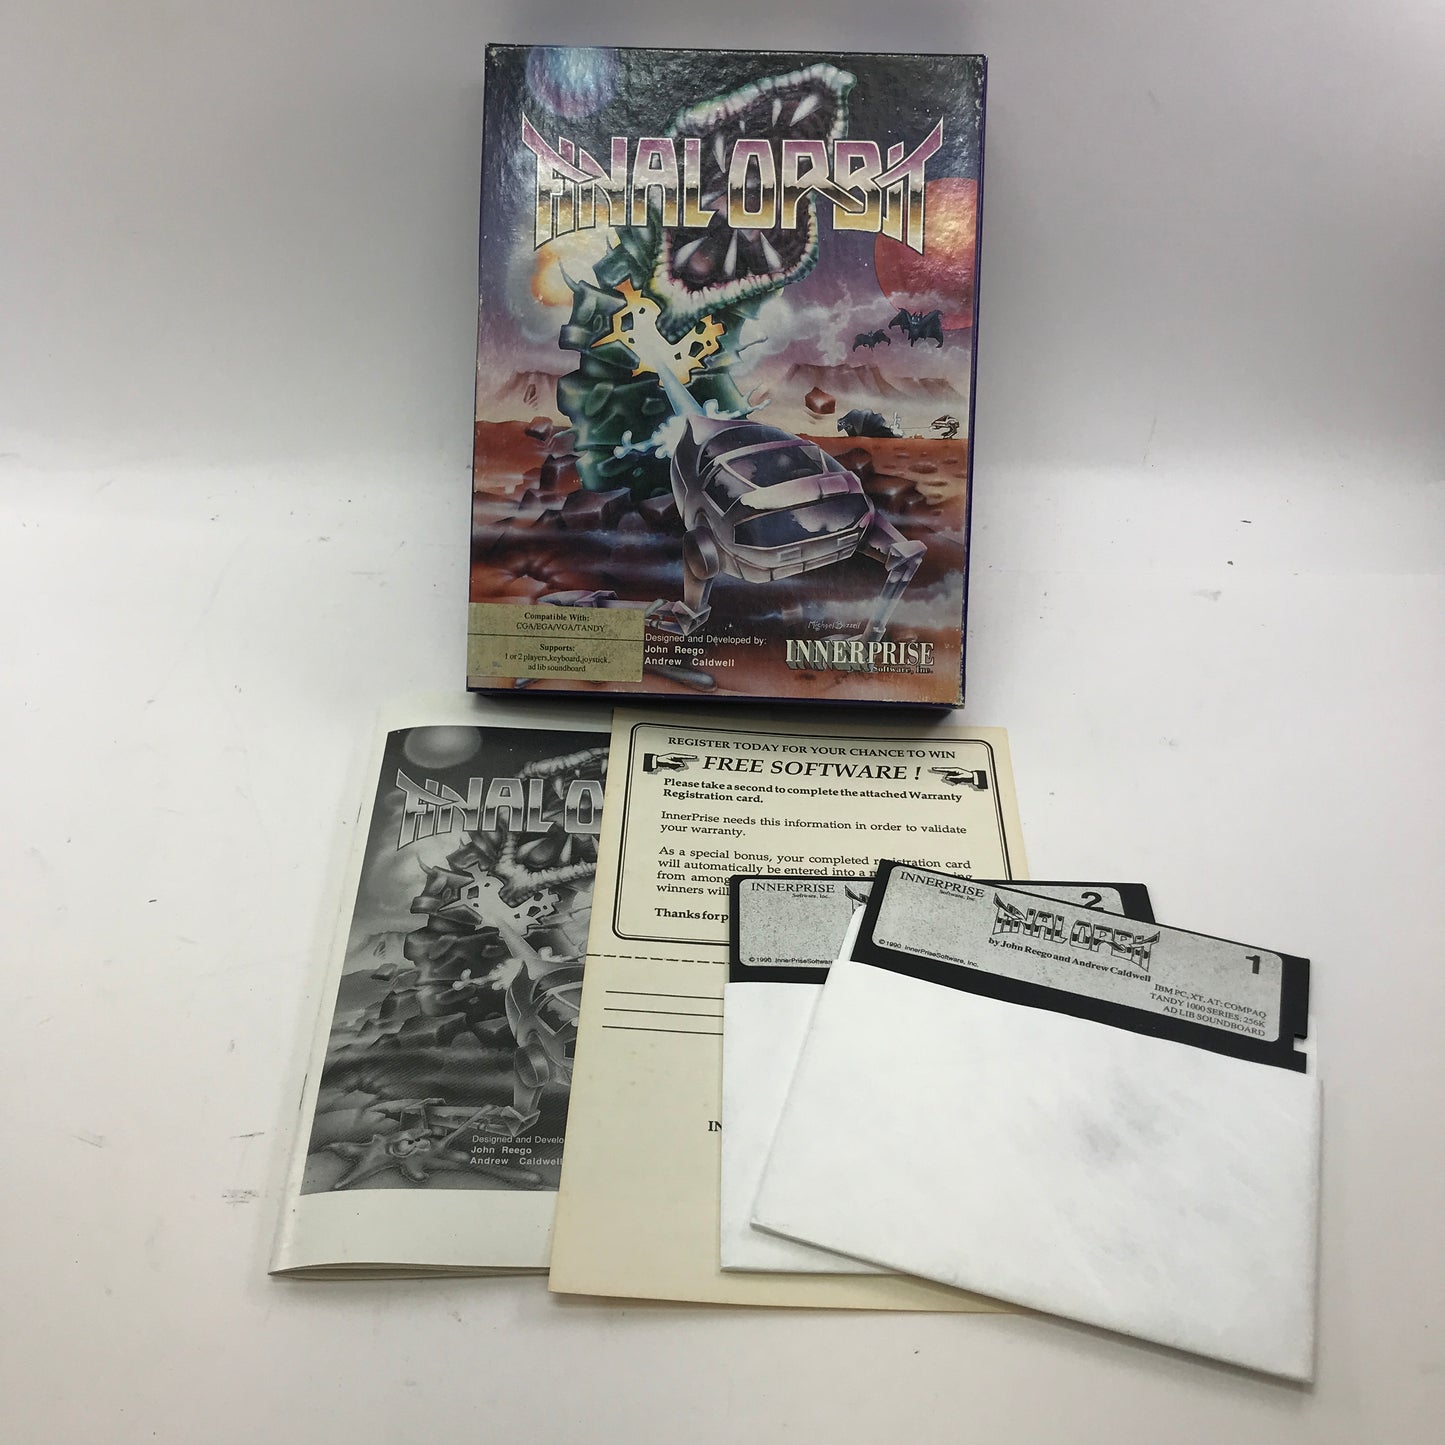 FINAL ORBIT
Michael Bizzell
Compatible With:
CGA/EGA/VGA/TANDY
Supports:
1 or 2 players,keyboard,joystick,
ad lib soundboard
Designed and Developed by:
John Reego
Andrew Caldwell
INNERPRISE
Software, Inc.
FINAL O
Designed and Develo
John Reego
Andrew Caldwell
REGISTER TODAY FOR YOUR CHANCE TO WIN
FREE SOFTWARE !
Please take a second to complete the attached Warranty
Registration card.
InnerPrise needs this information in order to validate
your warranty.
As a special bonus, your completed registration card
will automatically be entered into a
from among
winners will
Thanks for p
IN
INNERPRISE
Software, Inc.
2
©1990 InnerPriseSoftware
INNERPRISE
Software, Inc.
FINAL ORBIT
by John Reego and Andrew Caldwell
1
©1990 InnerPriseSoftware, Inc.
IBM PC, XT, AT; COMPAQ
TANDY 1000 SERIES; 256K
AD LIB SOUNDBOARD